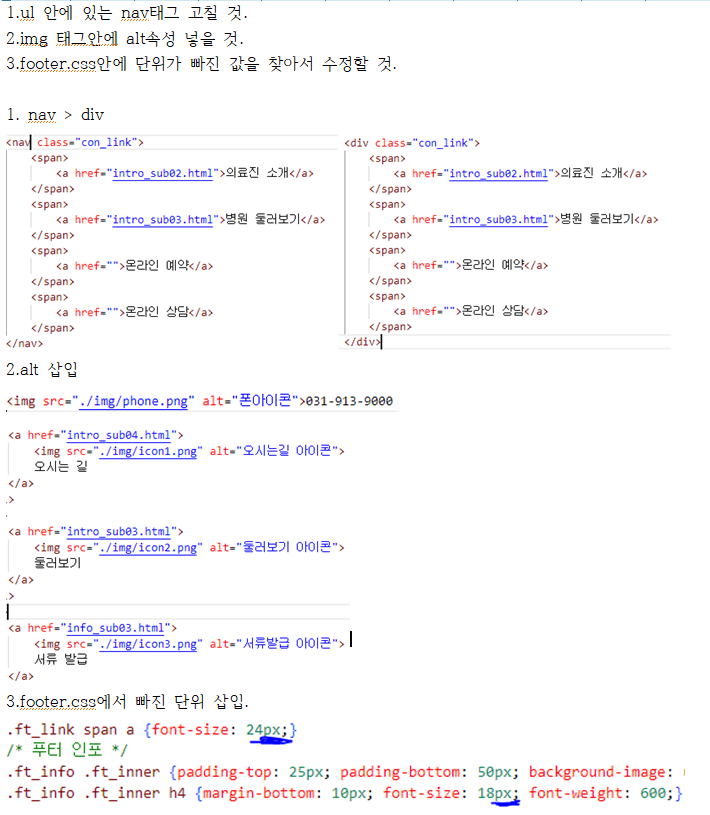 1.ul 안에 있는 nav태그 고칠 것.
2.img 태그안에 alt속성 넣을 것.
3.footer.css안에 단위가 빠진 값을 찾아서 수정할 것.
1. nav > div
<nav class="con_link">
<span>
<a href="intro_sub02.html">의료진 소개</a>
</span>
<span>
<a href="intro_sub03.html">병원 둘러보기</a>
</span>
<span>
<a href="">온라인 예약</a>
</span>
<span>
<a href="">온라인 상담</a>
</span>
</nav>
<div class="con_link">
<span>
<a href="intro_sub02.html">의료진 소개</a>
</span>
<span>
<a href="intro_sub03.html">병원 둘러보기</a>
</span>
<span>
<a href="">온라인 예약</a>
</span>
<span>
<a href="">온라인 상담</a>
</span>
</div>
2.alt 삽입
<img src="./img/phone.png" alt="폰아이콘">031-913-9000
<a href="intro_sub04.html">
<img src="./img/icon1.png" alt="오시는길 아이콘">
오시는 길
</a>
>
<a href="intro_sub03.html">
<img src="./img/icon2.png" alt="둘러보기 아이콘">
둘러보기
</a>
>
<a href="info_sub03.html">
<img src="./img/icon3.png" alt="서류발급 아이콘">
서류 발급
</a>
3.footer.css에서 빠진 단위 삽입.
.ft_link span a {font-size: 24px;}
/* 푸터 인포 */
.ft_info .ft_inner {padding-top: 25px; padding-bottom: 50px; background-image:
.ft_info .ft_inner h4 {margin-bottom: 10px; font-size: 18px; font-weight: 600;}